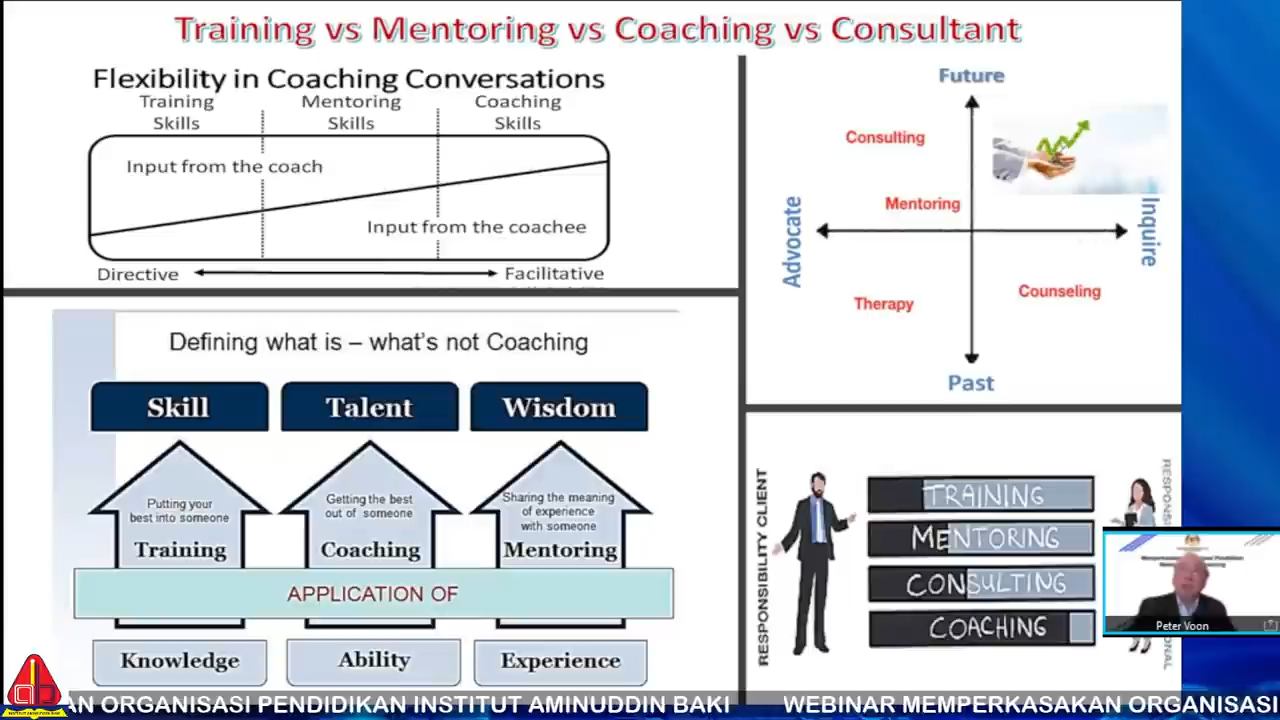 Training vs Mentoring vs Coaching vs Consultant
Flexibility in Coaching Conversations
Training
Skills
Mentoring
Skills
Coaching
Skills
Input from the coach
Input from the coachee
Directive
Facilitative
Future
Consulting
Mentoring
Advocate
Inquire
Therapy
Counseling
Past
Defining what is – what's not Coaching
Skill
Talent
Wisdom
Putting your
best into someone
Training
Getting the best
out of someone
Coaching
Sharing the meaning
of experience
with someone
Mentoring
APPLICATION OF
Knowledge
Ability
Experience
RESPONSIBILITY CLIENT
TRAINING
MENTORING
CONSULTING
COACHING
Peter Voon
AN ORGANISASI PENDIDIKAN INSTITUT AMINUDDIN BAKI
WEBINAR MEMPERKASAKAN ORGANISASI